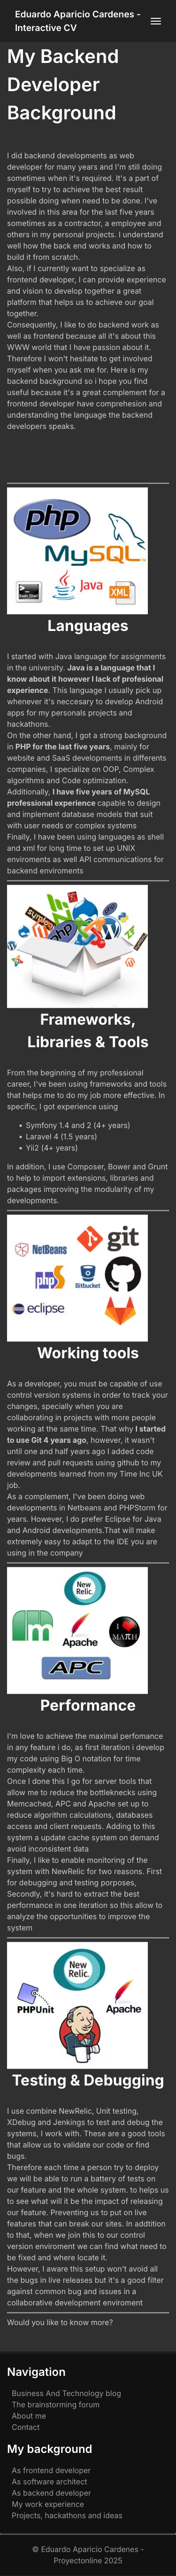 Eduardo Aparicio Cardenes -
Interactive CV
My Backend
Developer
Background
I did backend developments as web
developer for many years and I'm still doing
sometimes when it's required. It's a part of
myself to try to achieve the best result
possible doing when need to be done. I've
involved in this area for the last five years
sometimes as a contractor, a employee and
others in my personal projects. I understand
well how the back end works and how to
build it from scratch.
Also, if I currently want to specialize as
frontend developer, I can provide experience
and vision to develop together a great
platform that helps us to achieve our goal
together.
Consequently, I like to do backend work as
well as frontend because all it's about this
WWW world that I have passion about it.
Therefore I won't hesitate to get involved
myself when you ask me for. Here is my
backend background so i hope you find
useful because it's a great complement for a
frontend developer have comprehesion and
understanding the language the backend
developers speaks.
php
MySQL
Java
XML
Languages
I started with Java language for assignments
in the university. Java is a language that I
know about it however I lack of profesional
experience. This language I usually pick up
whenever it's neccesary to develop Android
apps for my personals projects and
hackathons.
On the other hand, I got a strong background
in PHP for the last five years, mainly for
website and SaaS developments in differents
companies, I specialize on OOP, Complex
algorithms and Code optimization.
Additionally, I have five years of MySQL
professional experience capable to design
and implement database models that suit
with user needs or complex systems
Finally, I have been using languages as shell
and xml for long time to set up UNIX
enviroments as well API communications for
backend enviroments
php
Frameworks,
Libraries & Tools
From the beginning of my professional
career, I've been using frameworks and tools
that helps me to do my job more effective. In
specific, I got experience using
• Symfony 1.4 and 2 (4+ years)
• Laravel 4 (1.5 years)
• Yii2 (4+ years)
In addition, I use Composer, Bower and Grunt
to help to import extensions, libraries and
packages improving the modularity of my
developments.
NetBeans
git
php
Bitbucket
eclipse
Working tools
As a developer, you must be capable of use
control version systems in order to track your
changes, specially when you are
collaborating in projects with more people
working at the same time. That why I started
to use Git 4 years ago, however, it wasn't
until one and half years ago I added code
review and pull requests using github to my
developments learned from my Time Inc UK
job.
As a complement, I've been doing web
developments in Netbeans and PHPStorm for
years. However, I do prefer Eclipse for Java
and Android developments.That will make
extremely easy to adapt to the IDE you are
using in the company
New
Relic.
m
Apache
I ♥
MATH
APC
Performance
I'm love to achieve the maximal perfomance
in any feature i do, as first iteration i develop
my code using Big O notation for time
complexity each time.
Once I done this I go for server tools that
allow me to reduce the bottleknecks using
Memcached, APC and Apache set up to
reduce algorithm calculations, databases
access and client requests. Adding to this
system a update cache system on demand
avoid inconsistent data
Finally, I like to enable monitoring of the
system with NewRelic for two reasons. First
for debugging and testing porposes,
Secondly, it's hard to extract the best
performance in one iteration so this allow to
analyze the opportunities to improve the
system
New
Relic.
PHPUnit
Apache
Testing & Debugging
I use combine NewRelic, Unit testing,
XDebug and Jenkings to test and debug the
systems, I work with. These are a good tools
that allow us to validate our code or find
bugs.
Therefore each time a person try to deploy
we will be able to run a battery of tests on
our feature and the whole system. to helps us
to see what will it be the impact of releasing
our feature. Preventing us to put on live
features that can break our sites. In addtition
to that, when we join this to our control
version enviroment we can find what need to
be fixed and where locate it.
However, I aware this setup won't avoid all
the bugs in live releases but it's a good filter
against common bug and issues in a
collaborative development enviroment
Would you like to know more?
Navigation
Business And Technology blog
The brainstorming forum
About me
Contact
My background
As frontend developer
As software architect
As backend developer
My work experience
Projects, hackathons and ideas
© Eduardo Aparicio Cardenes -
Proyectonline 2025